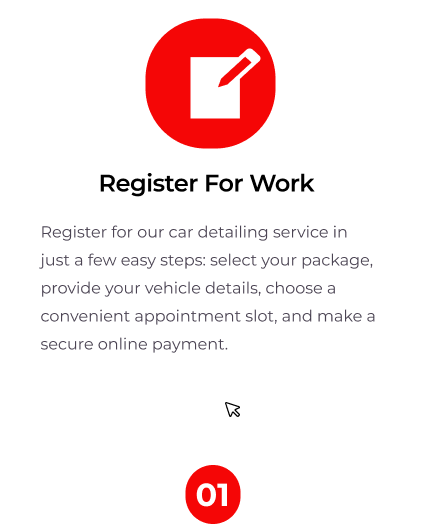 Register For Work
Register for our car detailing service in
just a few easy steps: select your package,
provide your vehicle details, choose a
convenient appointment slot, and make a
secure online payment.
01